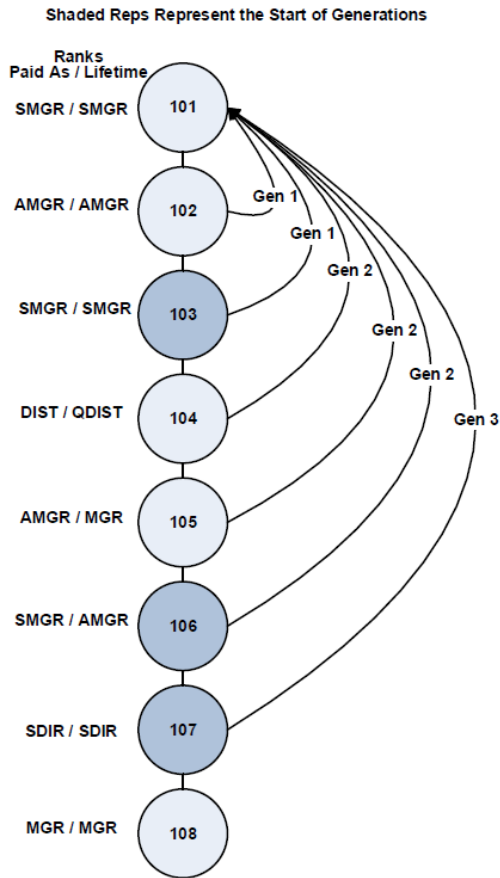 Shaded Reps Represent the Start of Generations
Ranks
Paid As / Lifetime
SMGR / SMGR
101
AMGR / AMGR
102
Gen 1
Gen 1
SMGR / SMGR
103
Gen 2
Gen 2
Gen 2
DIST / QDIST
104
Gen 3
AMGR / MGR
105
SMGR / AMGR
106
SDIR / SDIR
107
MGR / MGR
108